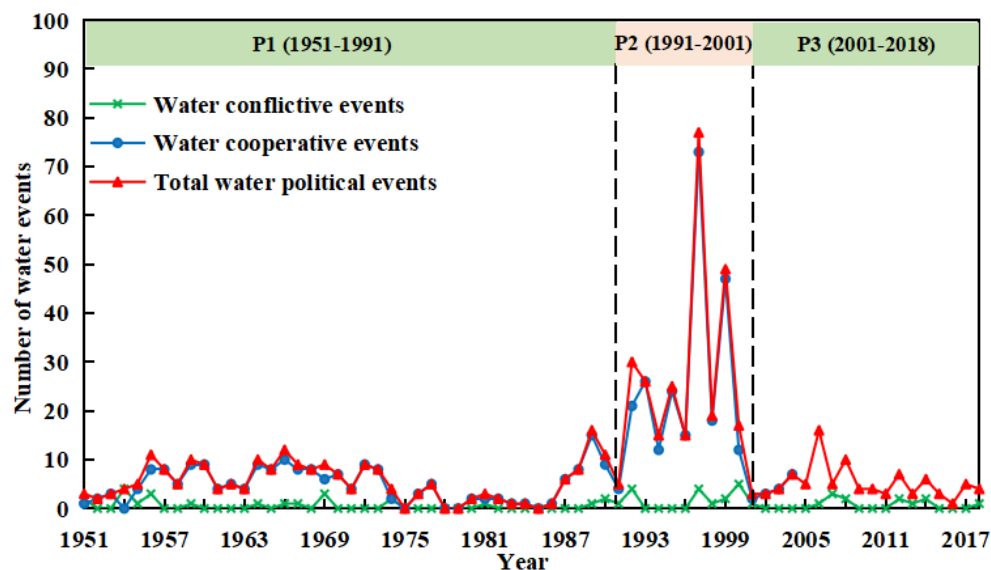 100
90
80
70
60
50
40
30
20
10
0
Number of water events
P1 (1951-1991)
P2 (1991-2001)
P3 (2001-2018)
Water conflictive events
Water cooperative events
Total water political events
1951 1957 1963 1969 1975 1981 1987 1993 1999 2005 2011 2017
Year